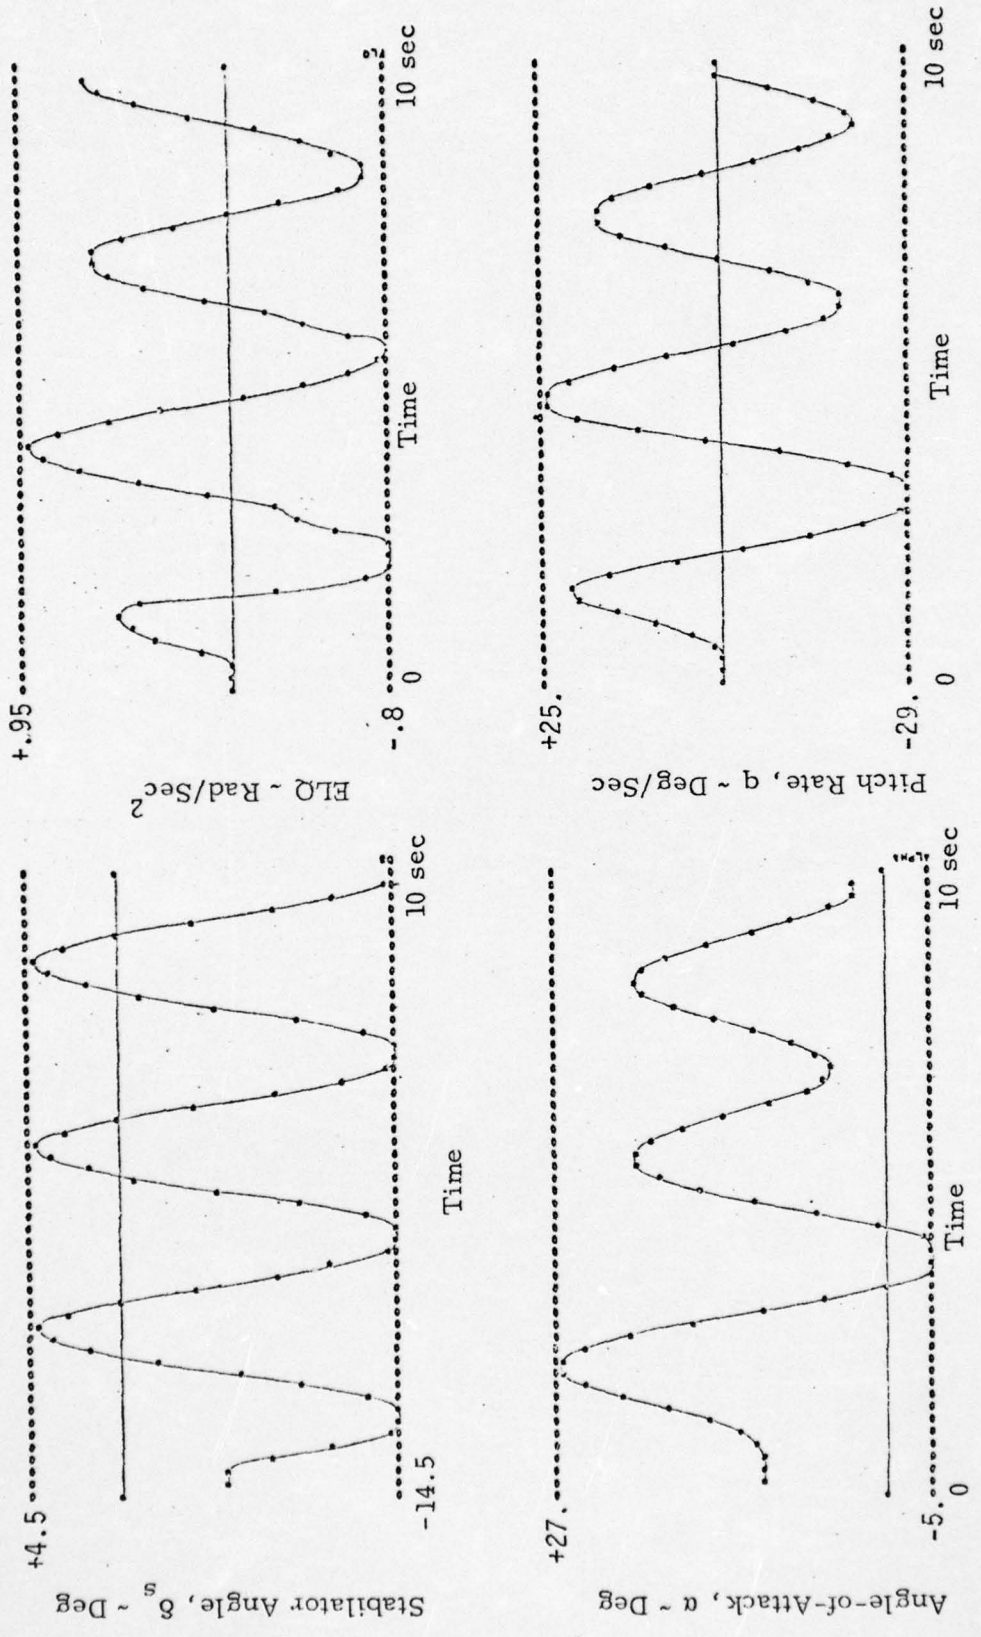 +4.5
Stabilator Angle, δs ~ Deg
-14.5
Time
10 sec
+.95
ELQ ~ Rad/Sec2
-.8
0
Time
10 sec
+27.
Angle-of-Attack, α ~ Deg
-5.
0
Time
10 sec
ALPHA
+25.
Pitch Rate, q ~ Deg/Sec
-29.
0
Time
10 sec